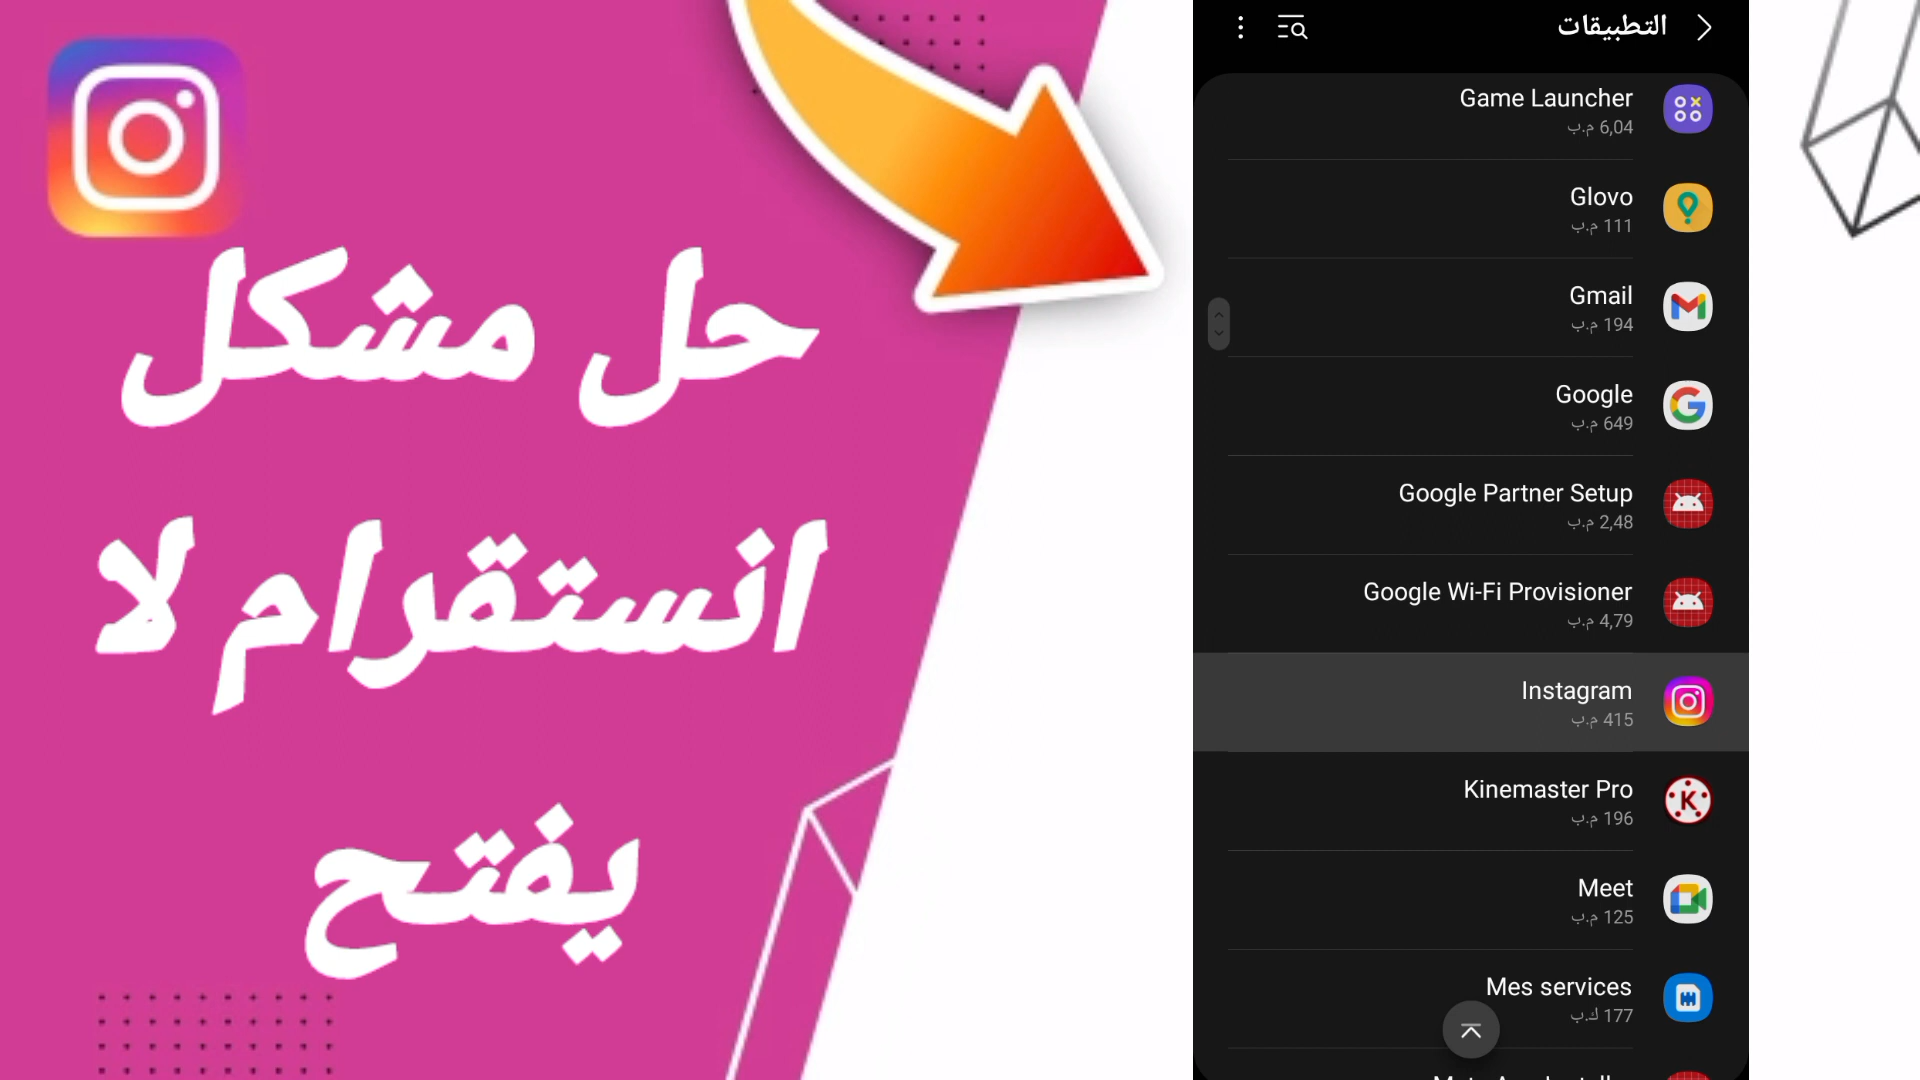 حل مشكل
انستقرام لا
يفتح
التطبيقات
Game Launcher
6,04 م.ب
Glovo
111 م.ب
Gmail
194 م.ب
Google
649 م.ب
Google Partner Setup
2,48 م.ب
Google Wi-Fi Provisioner
4,79 م.ب
Instagram
415 م.ب
Kinemaster Pro
196 م.ب
Meet
125 م.ب
Mes services
177 ك.ب